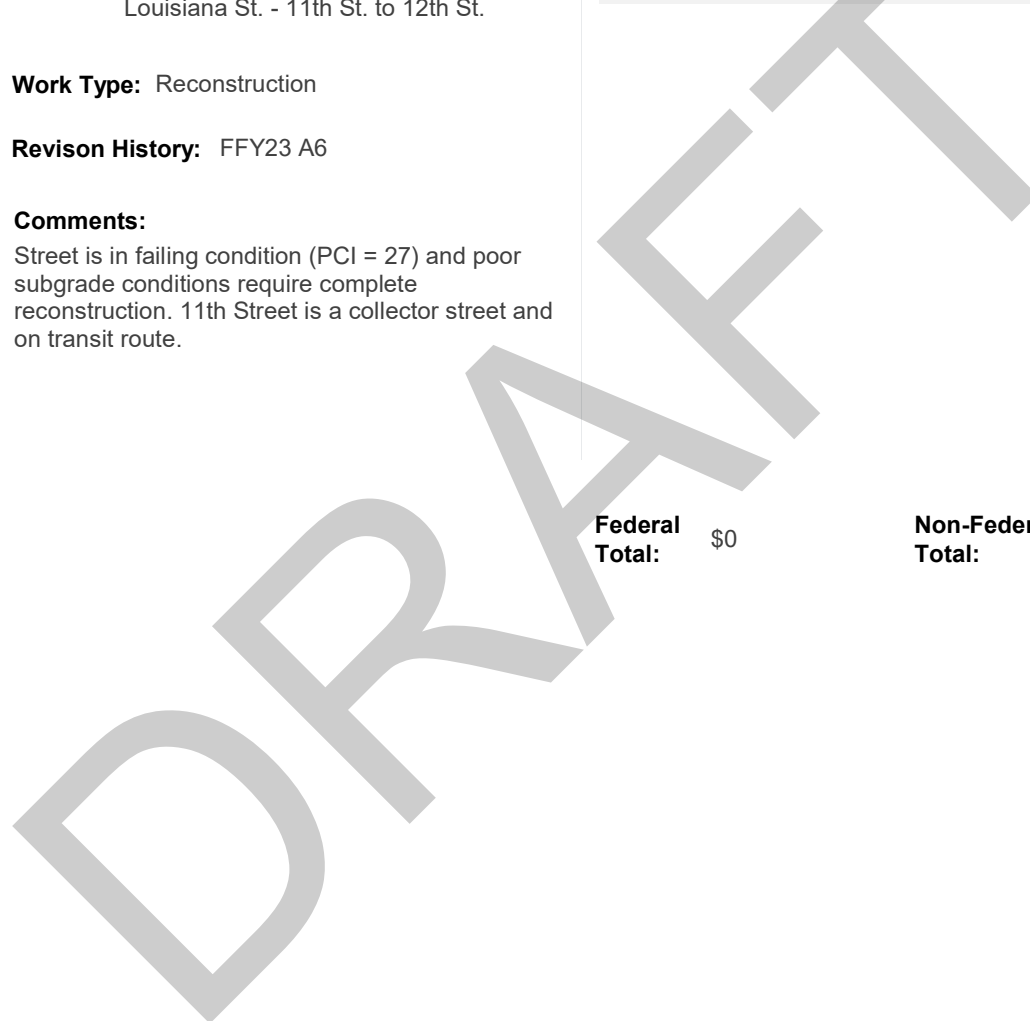 Louisiana St. - 11th St. to 12th St.
Work Type: Reconstruction
Revison History: FFY23 A6
Comments:
Street is in failing condition (PCI = 27) and poor
subgrade conditions require complete
reconstruction. 11th Street is a collector street and
on transit route.
Federal
Total: $0
Non-Feder
Total:
DRAFT